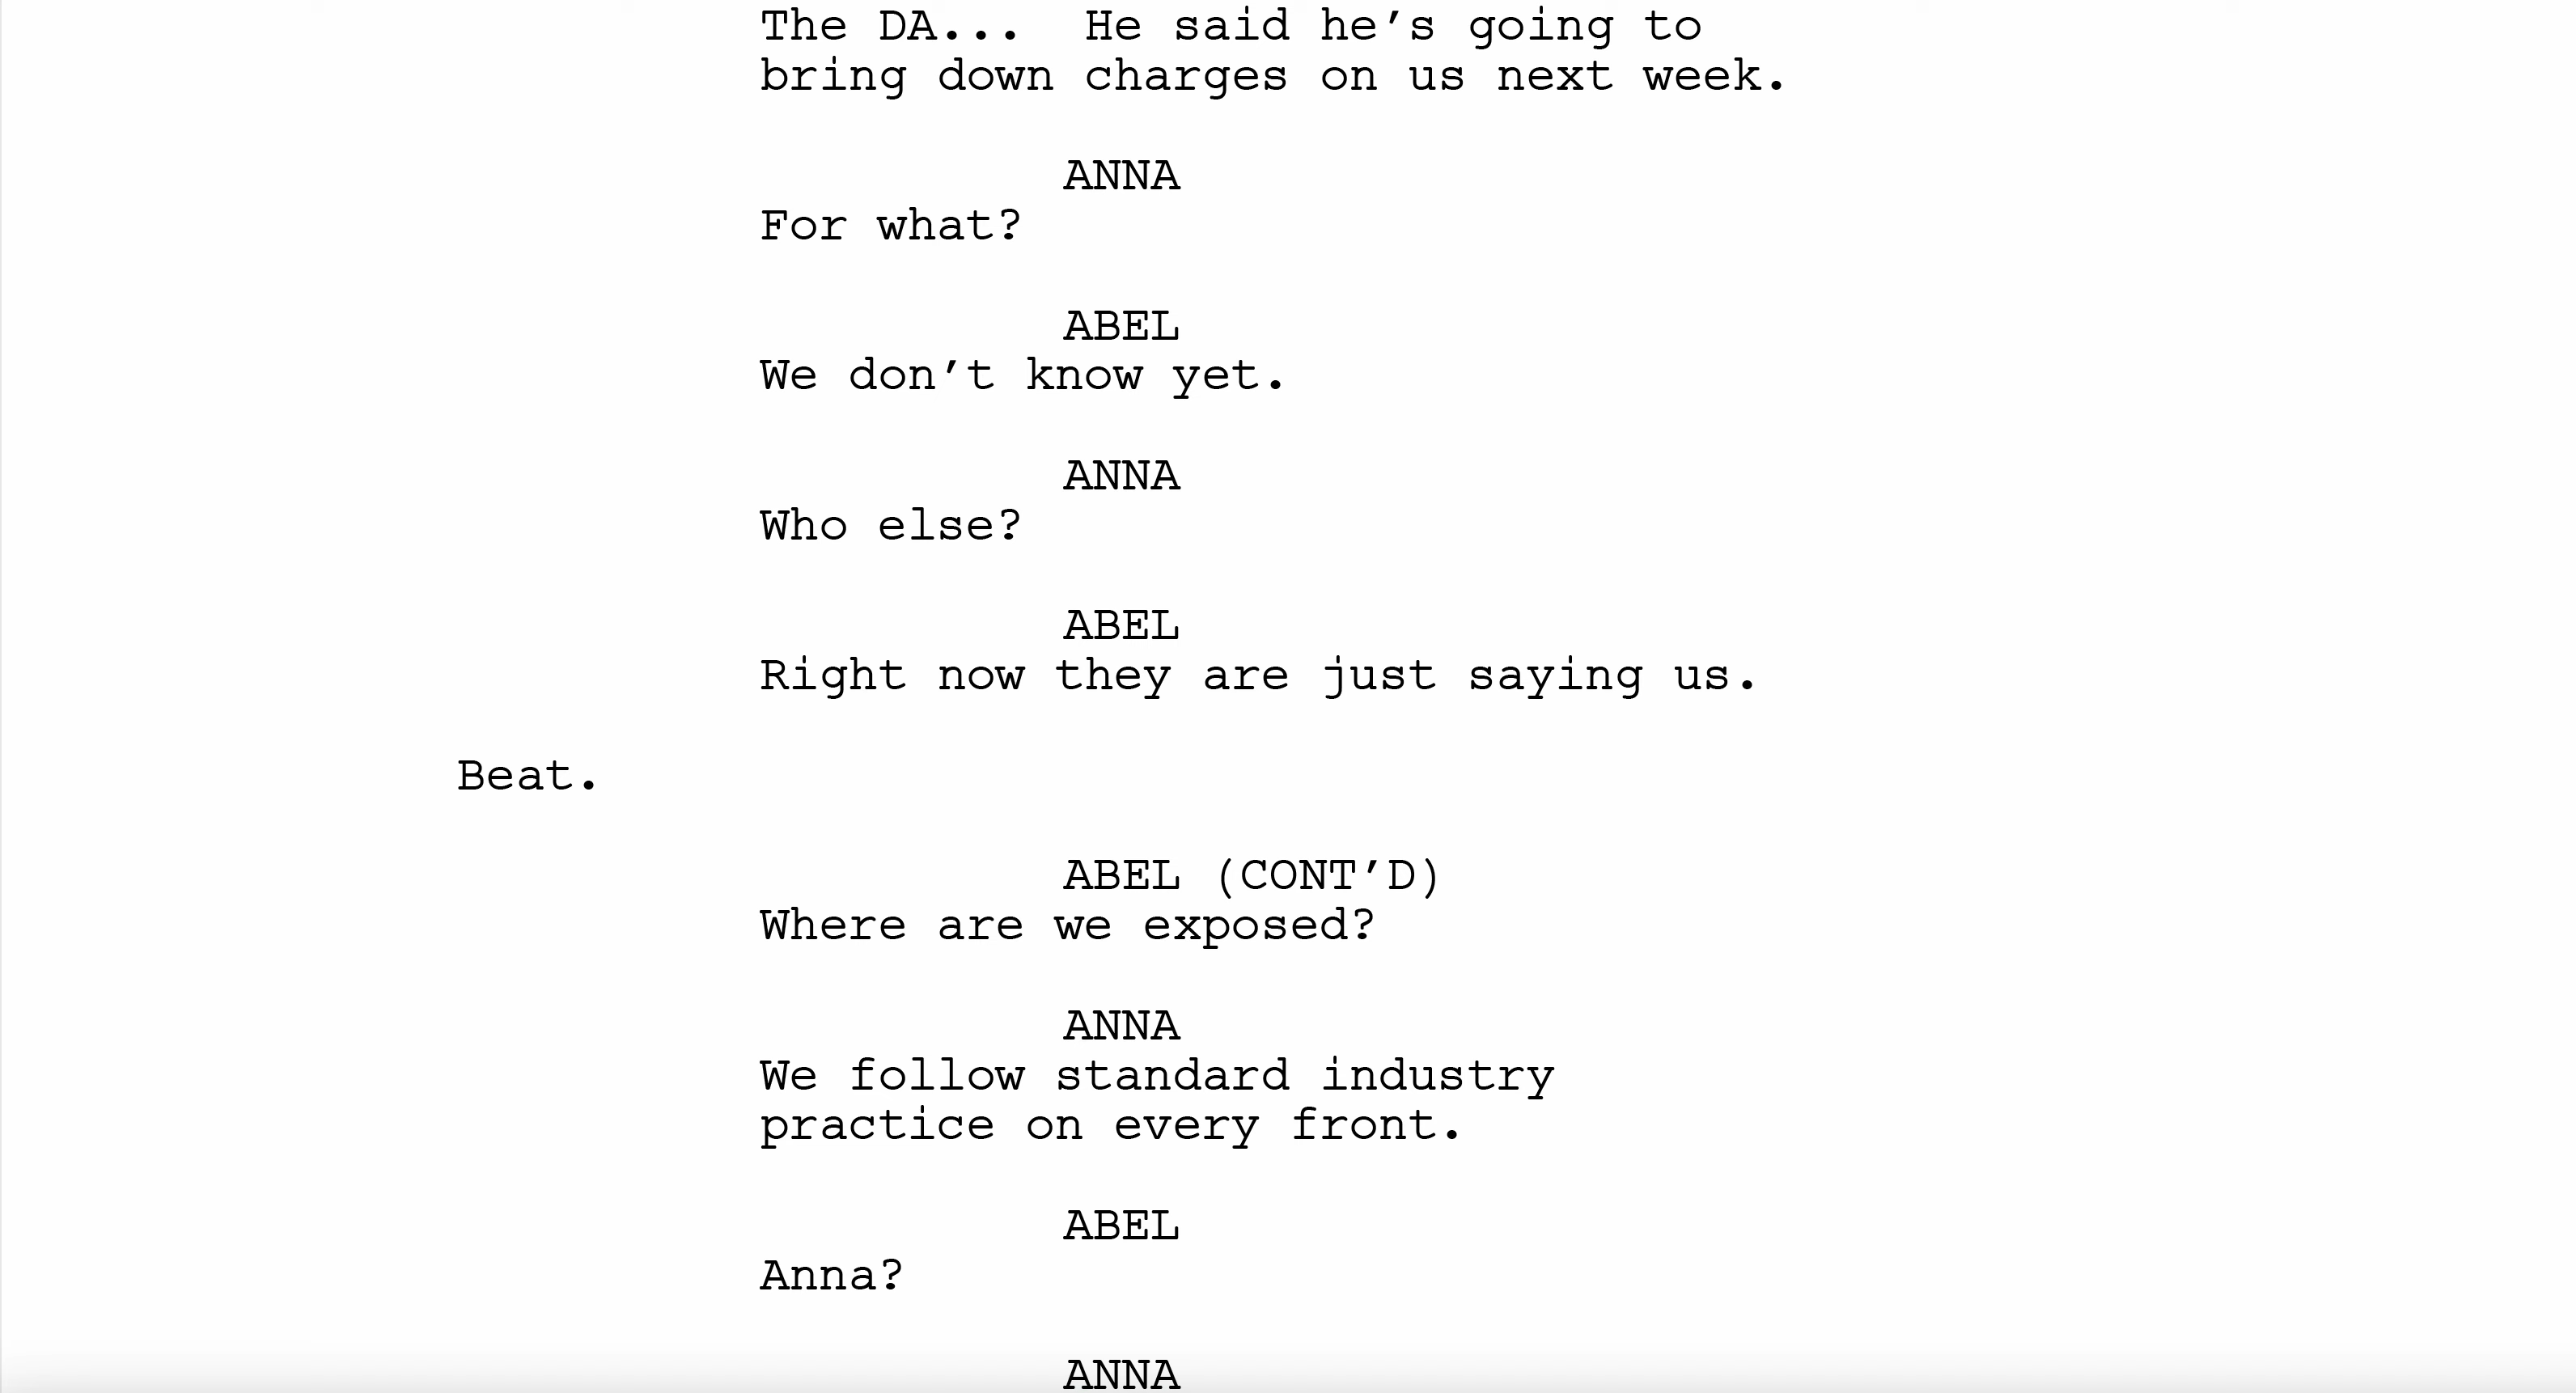 The DA...  He said he’s going to
bring down charges on us next week.
ANNA
For what?
ABEL
We don’t know yet.
ANNA
Who else?
ABEL
Right now they are just saying us.
Beat.
ABEL (CONT’D)
Where are we exposed?
ANNA
We follow standard industry
practice on every front.
ABEL
Anna?
ANNA